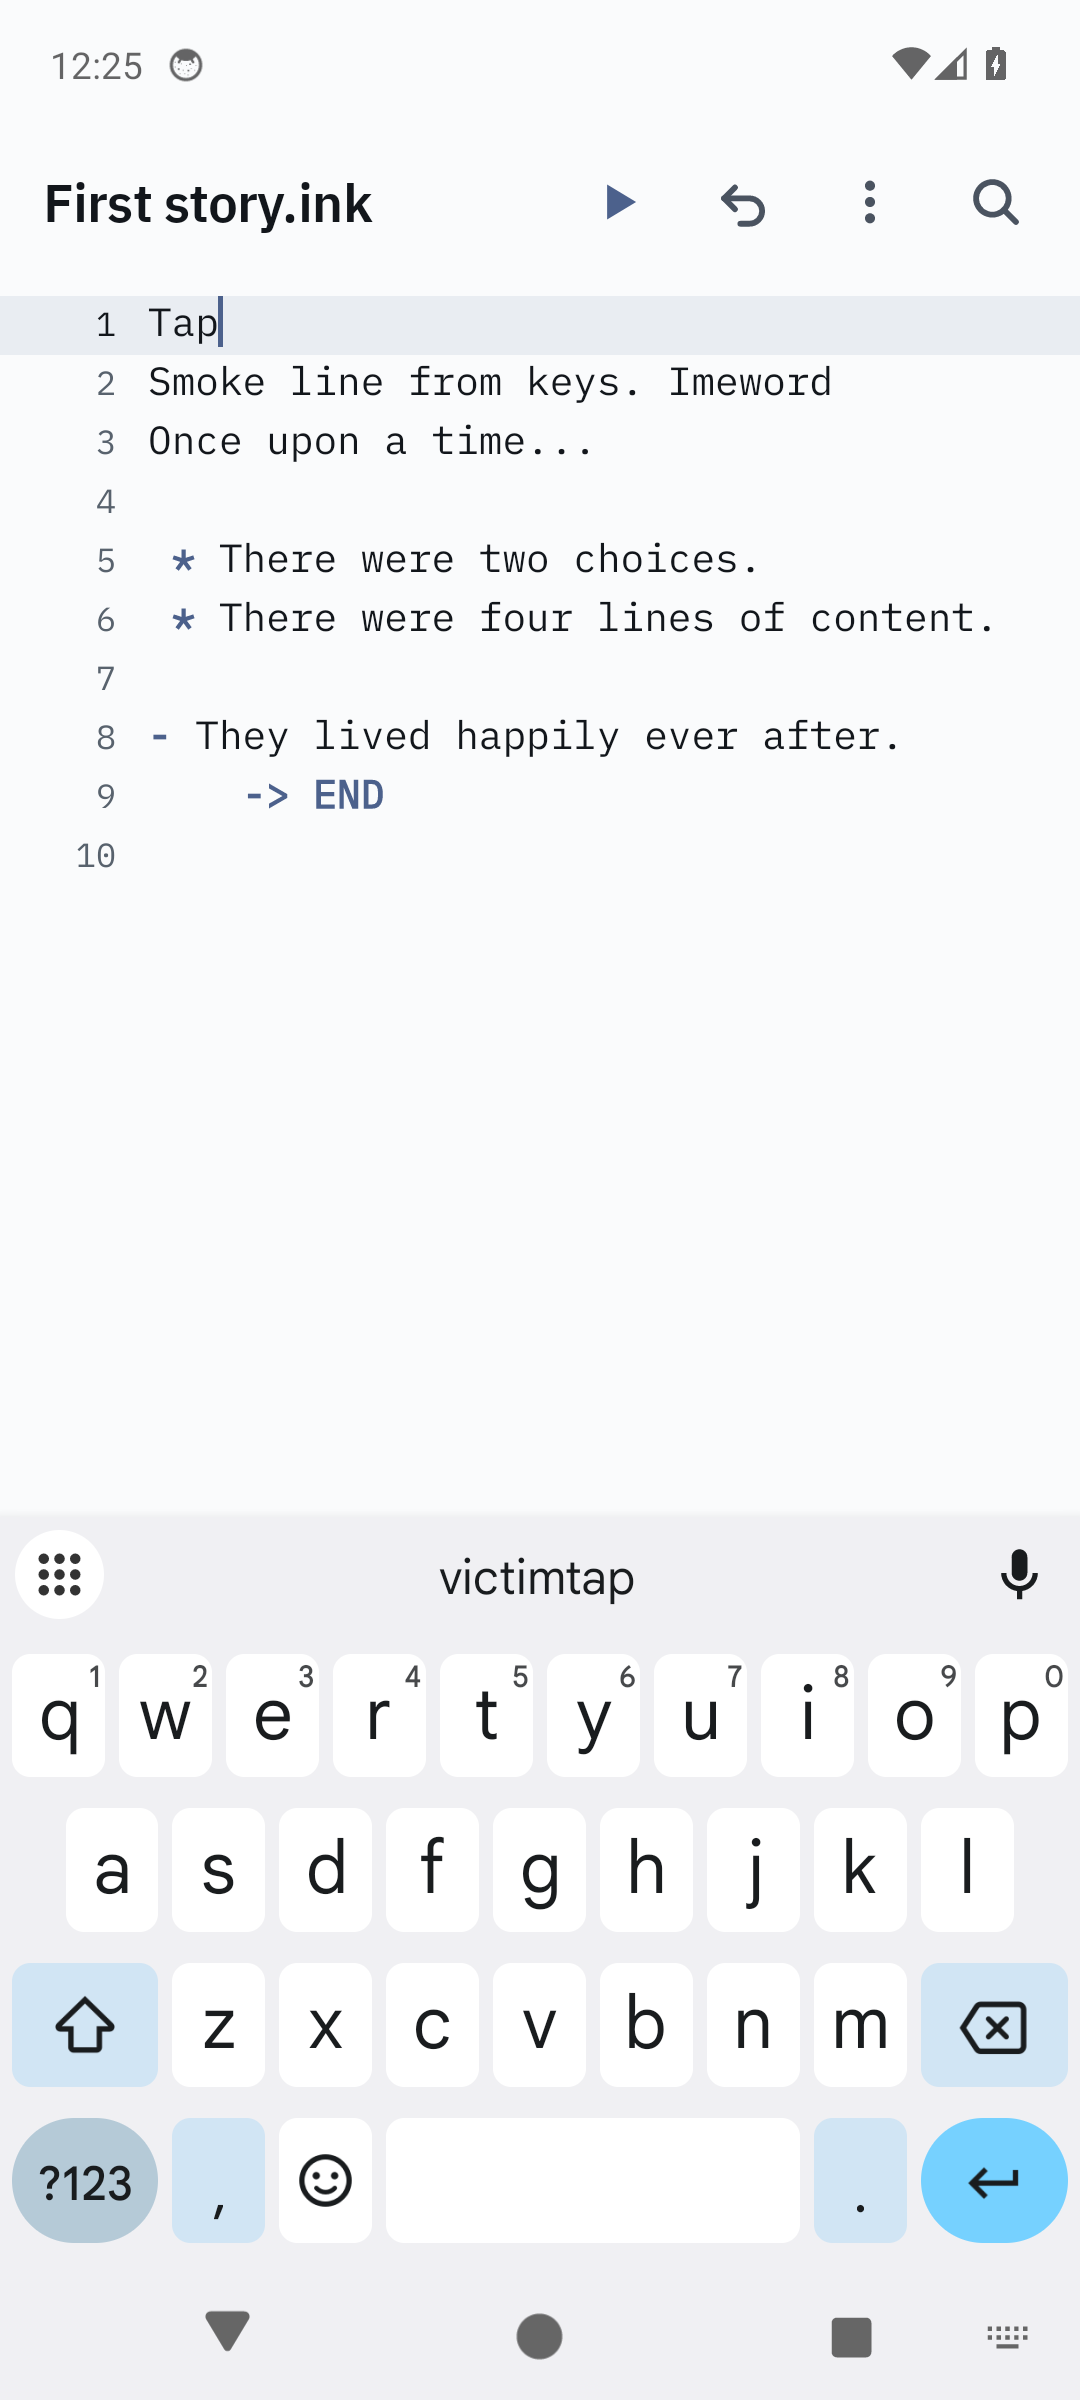 12:25
First story.ink
1 Tap
2 Smoke line from keys. Imeword
3 Once upon a time...
4
5 * There were two choices.
6 * There were four lines of content.
7
8 - They lived happily ever after.
9 -> END
10
victimtap
q1 w2 e3 r4 t5 y6 u7 i8 o9 p0
a s d f g h j k l
z x c v b n m
?123 , .